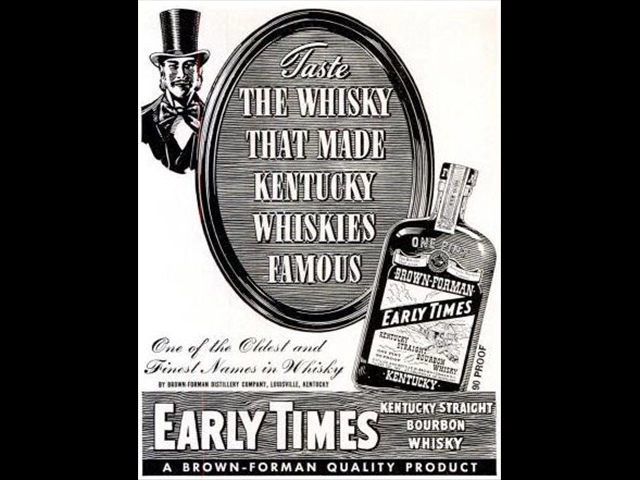 Taste
THE WHISKY
THAT MADE
KENTUCKY
WHISKIES
FAMOUS
ONE PINT
BROWN-FORMAN
EARLY TIMES
KENTUCKY
STRAIGHT
BOURBON
WHISKY
KENTUCKY
90 PROOF
One of the Oldest and
Finest Names in Whisky
BY BROWN-FORMAN DISTILLERY COMPANY, LOUISVILLE, KENTUCKY
EARLY TIMES
KENTUCKY STRAIGHT
BOURBON
WHISKY
A BROWN-FORMAN QUALITY PRODUCT